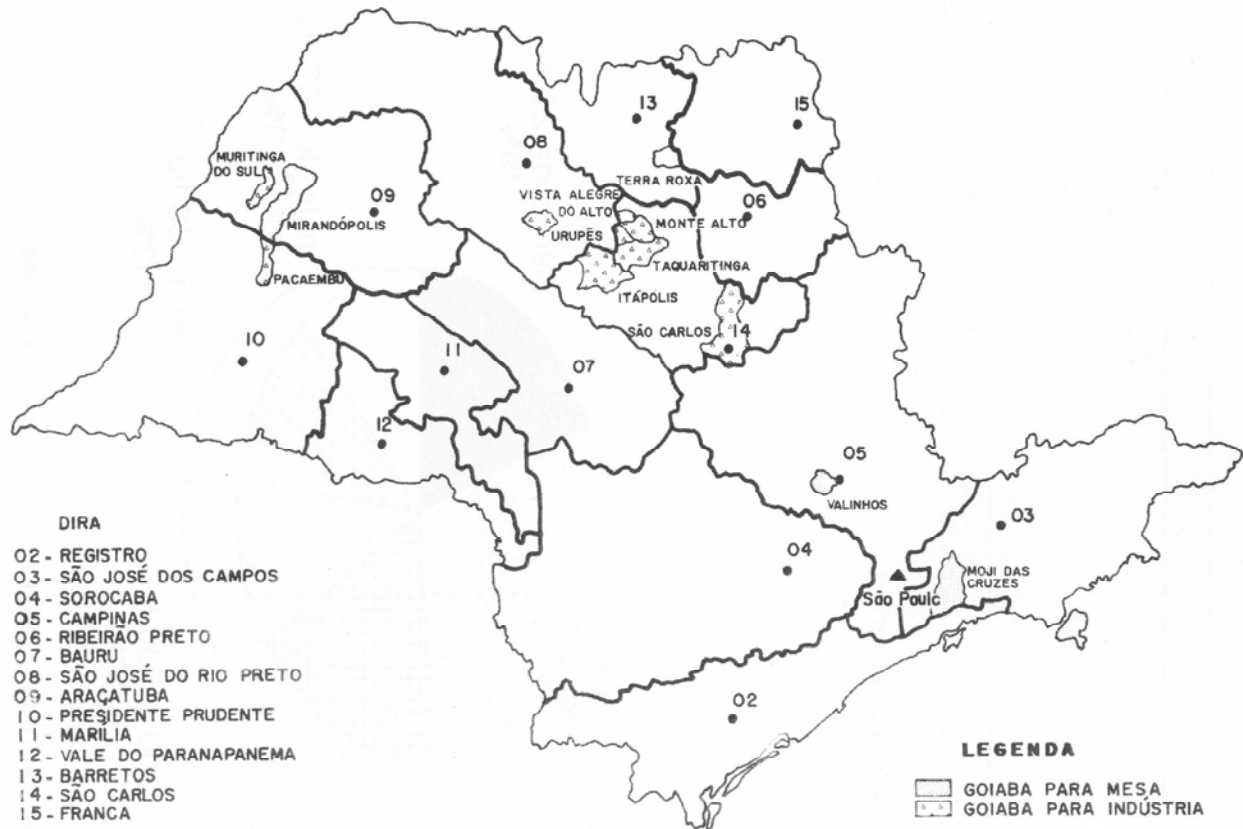 13
15
08
MURITINGA
DO SUL
TERRA ROXA
09
VISTA ALEGRE
DO ALTO
06
MONTE ALTO
URUPÊS
MIRANDÓPOLIS
TAQUARITINGA
PACAEMBU
ITÁPOLIS
SÃO CARLOS
14
10
11
07
12
05
VALINHOS
03
04
MOJI DAS
CRUZES
São Paulo
02
DIRA
02 - REGISTRO
03 - SÃO JOSÉ DOS CAMPOS
04 - SOROCABA
05 - CAMPINAS
06 - RIBEIRÃO PRETO
07 - BAURU
08 - SÃO JOSÉ DO RIO PRETO
09 - ARAÇATUBA
10 - PRESIDENTE PRUDENTE
11 - MARÍLIA
12 - VALE DO PARANAPANEMA
13 - BARRETOS
14 - SÃO CARLOS
15 - FRANCA
LEGENDA
GOIABA PARA MESA
GOIABA PARA INDÚSTRIA